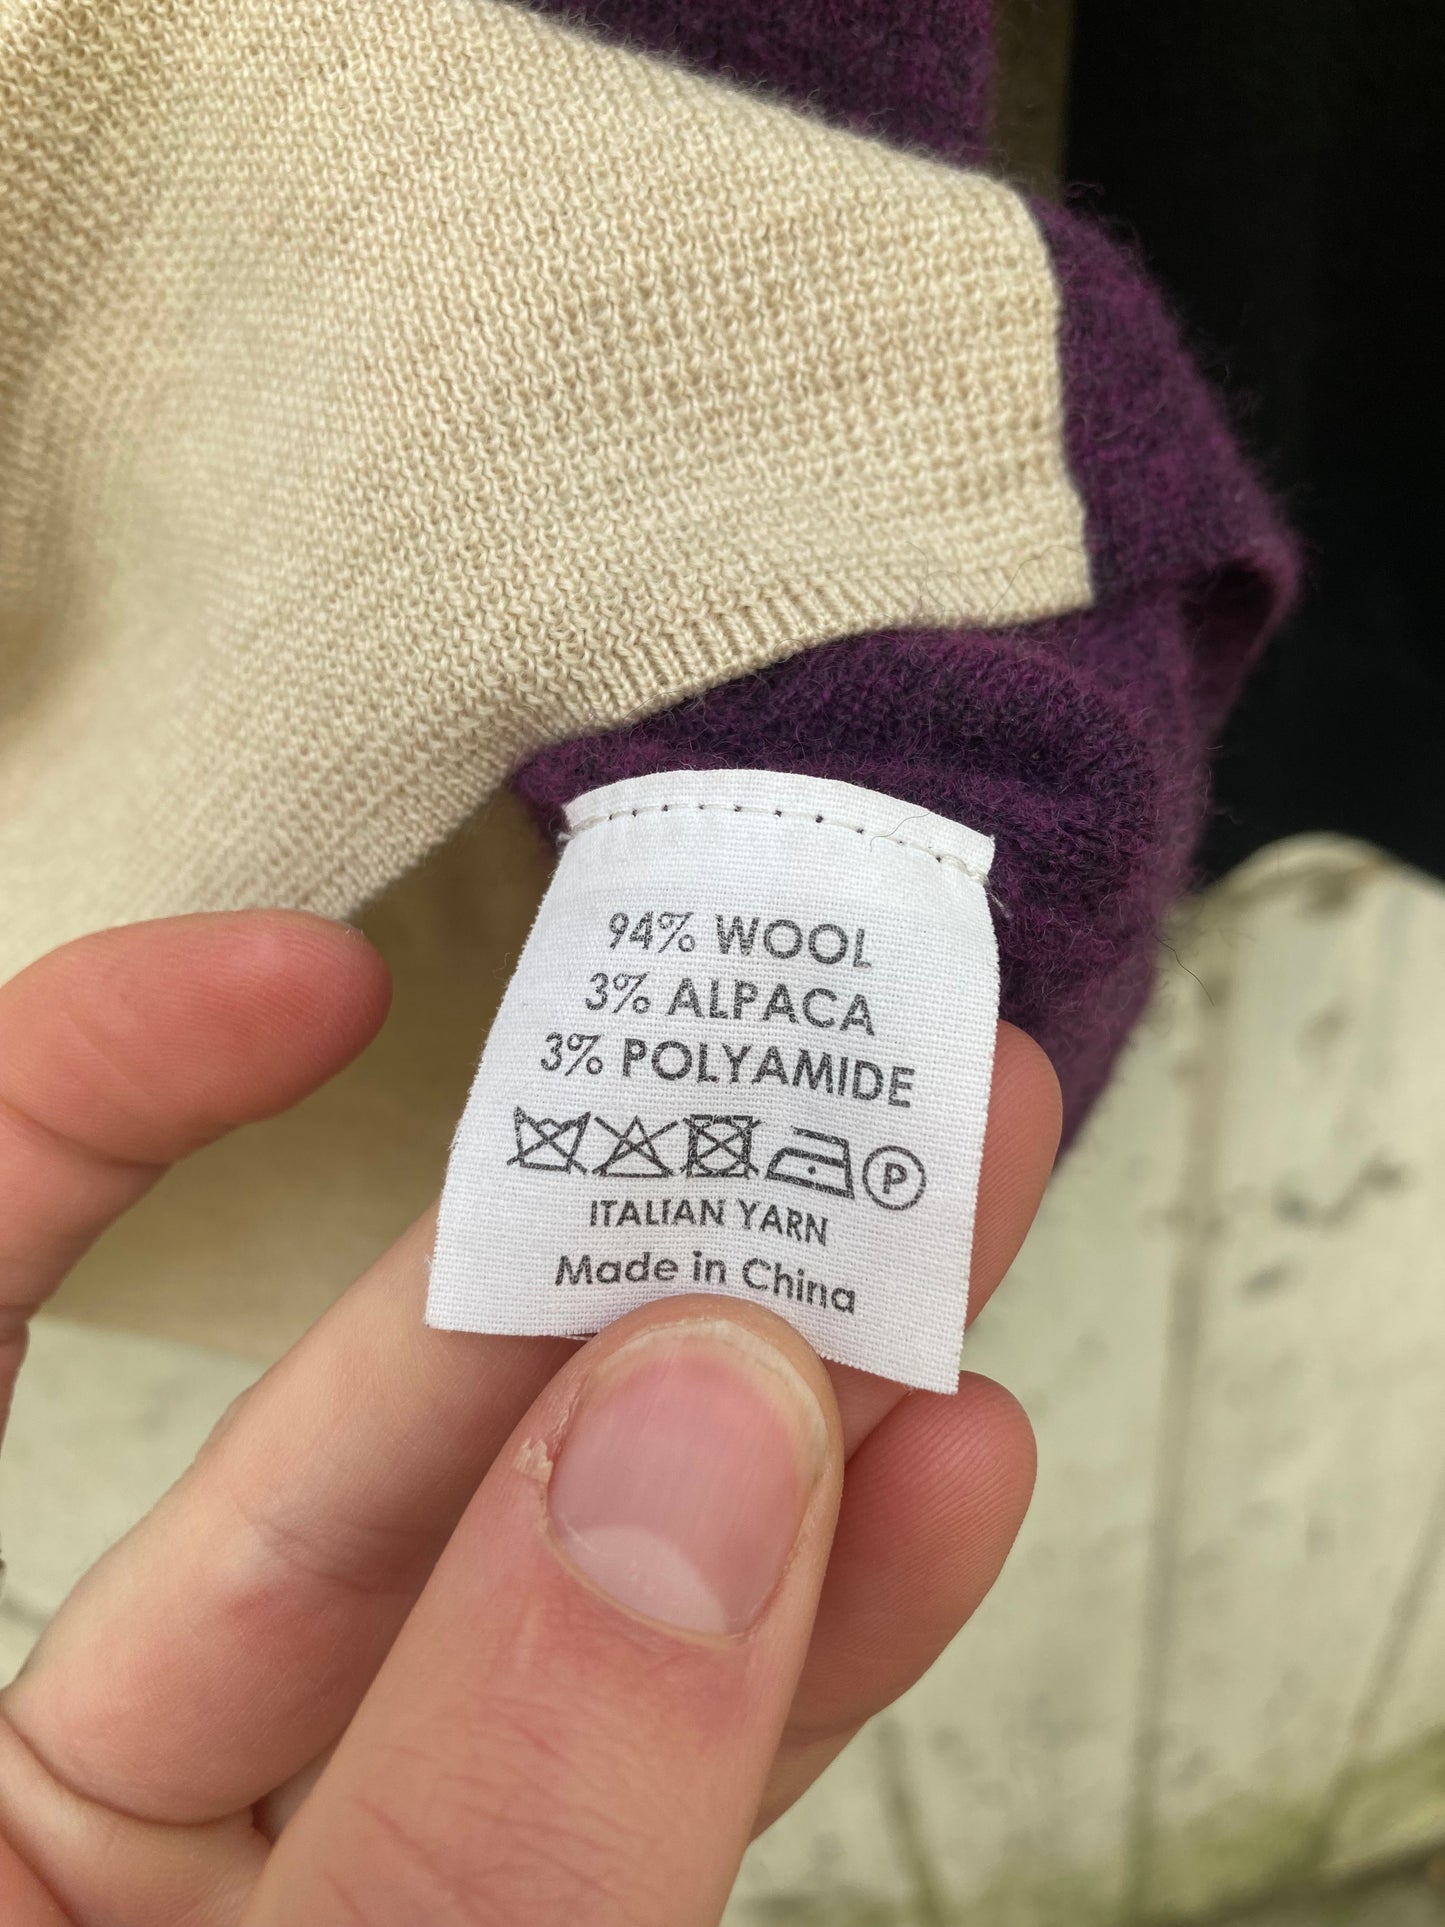 94% WOOL
3% ALPACA
3% POLYAMIDE
P
ITALIAN YARN
Made in China